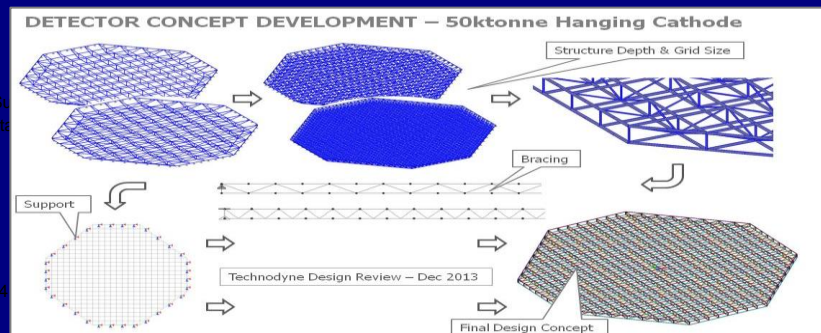 DETECTOR CONCEPT DEVELOPMENT – 50ktonne Hanging Cathode
Structure Depth & Grid Size
Bracing
Support
Technodyne Design Review – Dec 2013
Final Design Concept